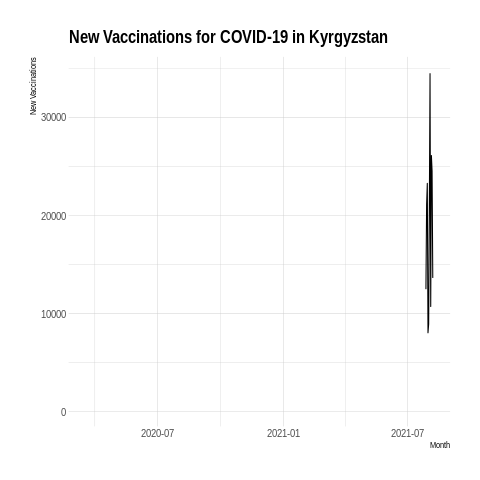 New Vaccinations for COVID-19 in Kyrgyzstan
New Vaccinations
30000
20000
10000
0
2020-07 2021-01 2021-07
Month